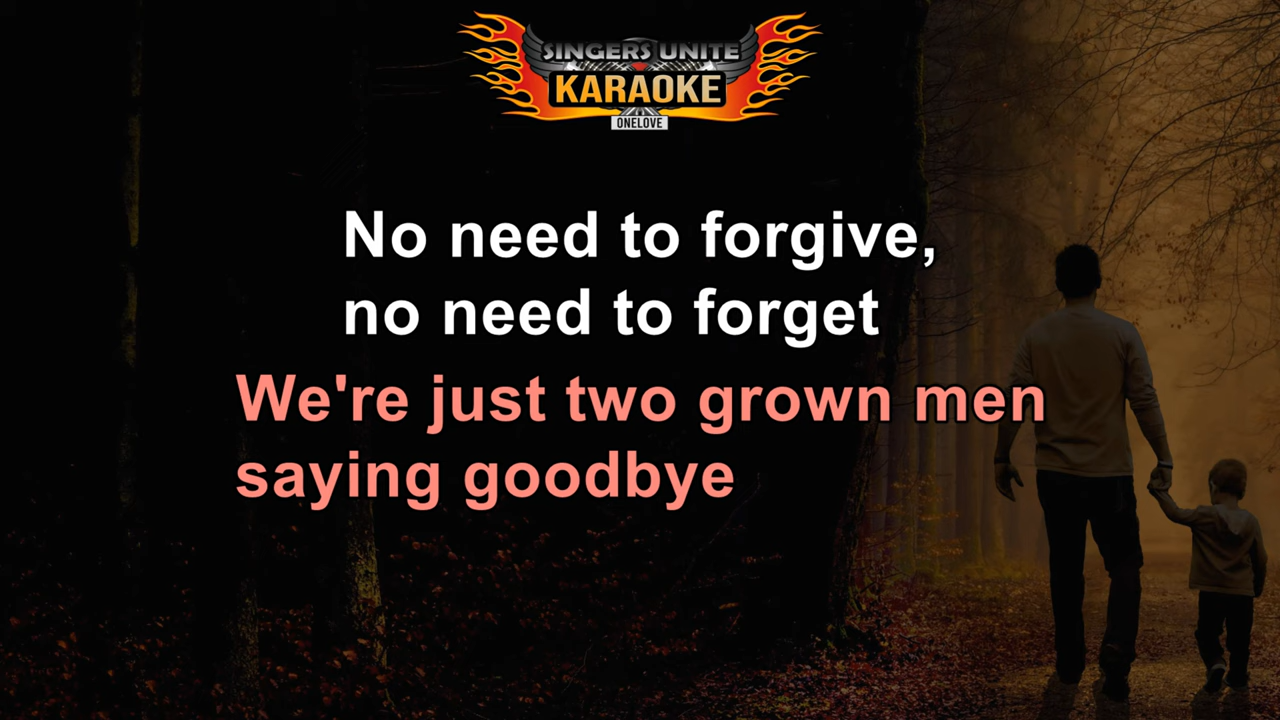 SINGERS UNITE
KARAOKE
ONELOVE
No need to forgive,
no need to forget
We're just two grown men
saying goodbye